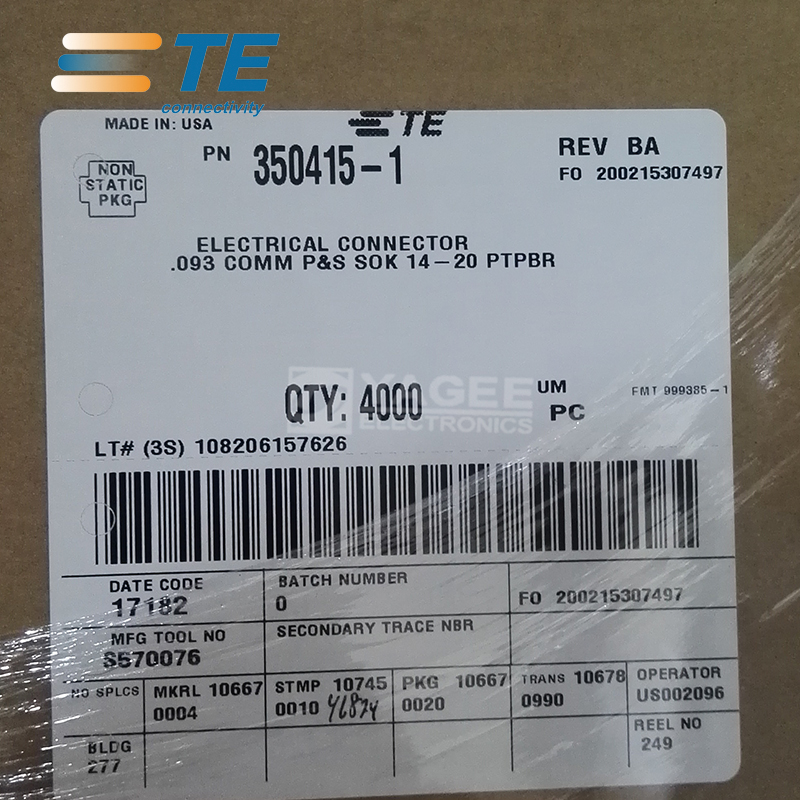 TE
connectivity
MADE IN: USA
TE
PN 350415-1
REV BA
FO 200215307497
NON
STATIC
PKG
ELECTRICAL CONNECTOR
.093 COMM P&S SOK 14-20 PTPBR
YAGEE
ELECTRONICS
QTY: 4000
UM
PC
FMT 999385-1
LT# (3S) 108206157626
DATE CODE
17182
BATCH NUMBER
0
FO 200215307497
MFG TOOL NO
S570076
SECONDARY TRACE NBR
NO SPLCS
MKRL 10667
0004
STMP 10745
0010 46874
PKG 10667
0020
TRANS 10678
0990
OPERATOR
US002096
BLDG
277
REEL NO
249